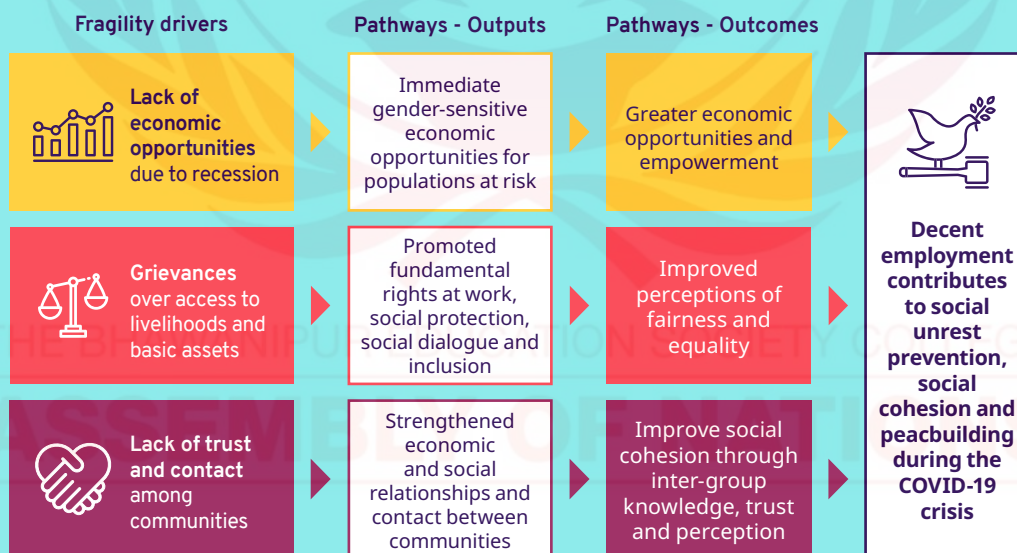 Fragility drivers
Pathways - Outputs
Pathways - Outcomes
Lack of
economic
opportunities
due to recession
Immediate
gender-sensitive
economic
opportunities for
populations at risk
Greater economic
opportunities and
empowerment
Grievances
over access to
livelihoods and
basic assets
Promoted
fundamental
rights at work,
social protection,
social dialogue and
inclusion
Improved
perceptions of
fairness and
equality
Lack of trust
and contact
among
communities
Strengthened
economic
and social
relationships and
contact between
communities
Improve social
cohesion through
inter-group
knowledge, trust
and perception
Decent
employment
contributes
to social
unrest
prevention,
social
cohesion and
peacbuilding
during the
COVID-19
crisis
ASSEMBLY OF